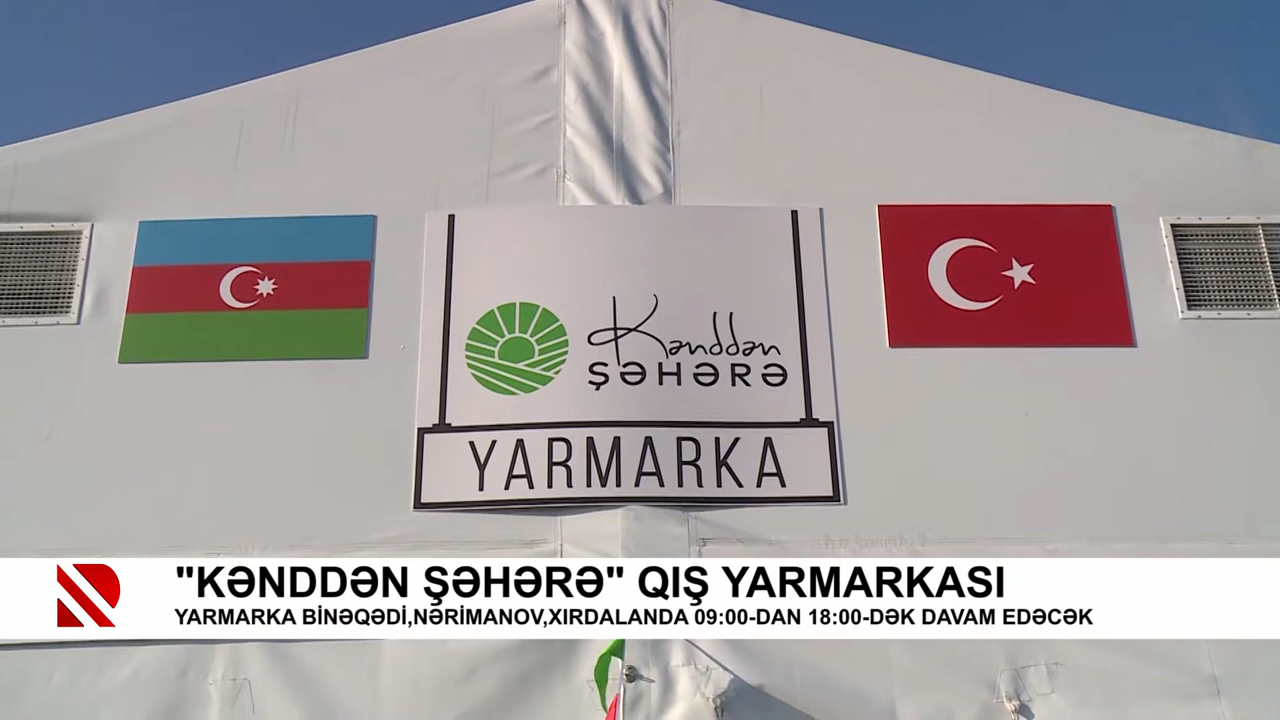 Kənddən
ŞƏHƏRƏ
YARMARKA
"KƏNDDƏN ŞƏHƏRƏ" QIŞ YARMARKASI
YARMARKA BİNƏQƏDİ,NƏRİMANOV,XIRDALANDA 09:00-DAN 18:00-DƏK DAVAM EDƏCƏK